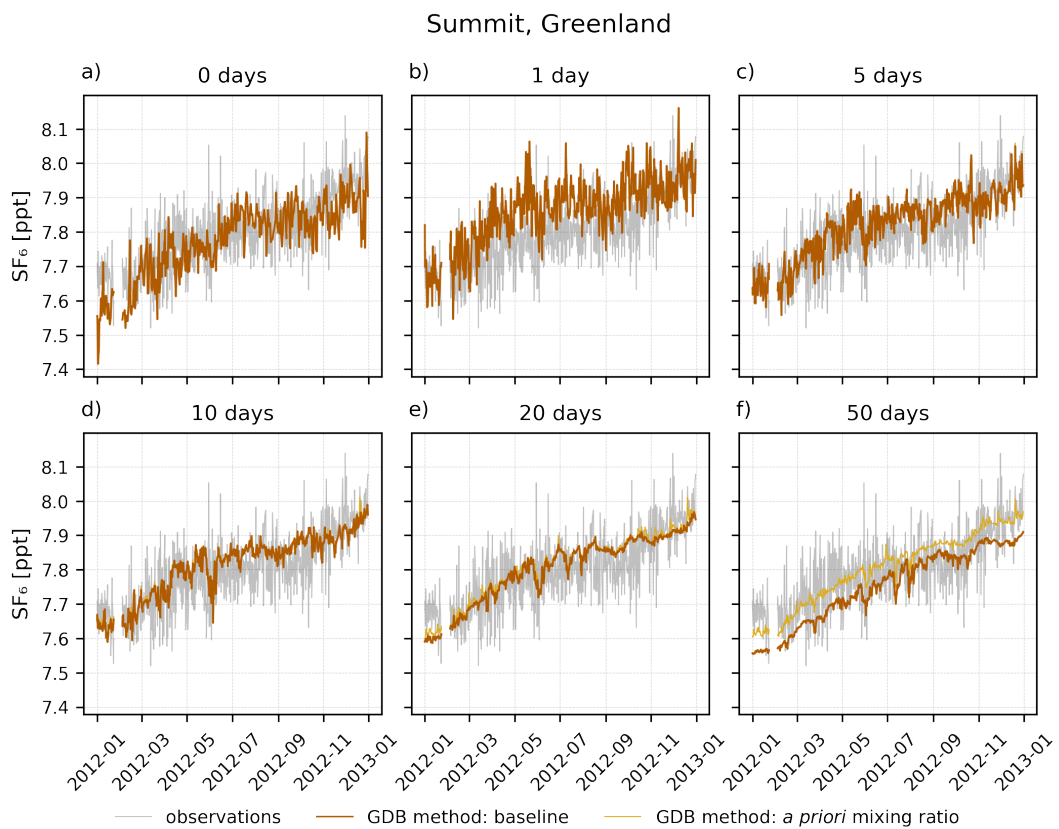 Summit, Greenland
a) 0 days
b) 1 day
c) 5 days
SF₆ [ppt]
8.1
8.0
7.9
7.8
7.7
7.6
7.5
7.4
d) 10 days
e) 20 days
f) 50 days
SF₆ [ppt]
8.1
8.0
7.9
7.8
7.7
7.6
7.5
7.4
2012-01 2012-03 2012-05 2012-07 2012-09 2012-11 2013-01
2012-01 2012-03 2012-05 2012-07 2012-09 2012-11 2013-01
2012-01 2012-03 2012-05 2012-07 2012-09 2012-11 2013-01
observations GDB method: baseline GDB method: a priori mixing ratio